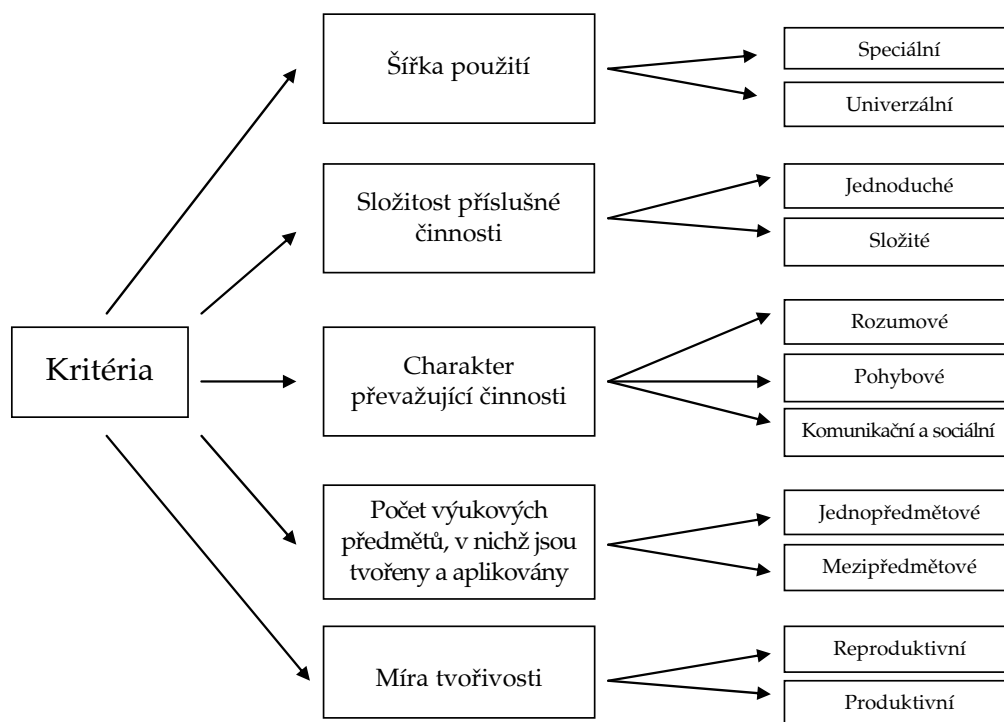 Kritéria
Šířka použití
Speciální
Univerzální
Složitost příslušné
činnosti
Jednoduché
Složité
Charakter
převažující činnosti
Rozumové
Pohybové
Komunikační a sociální
Počet výukových
předmětů, v nichž jsou
tvořeny a aplikovány
Jednopředmětové
Mezipředmětové
Míra tvořivosti
Reproduktivní
Produktivní